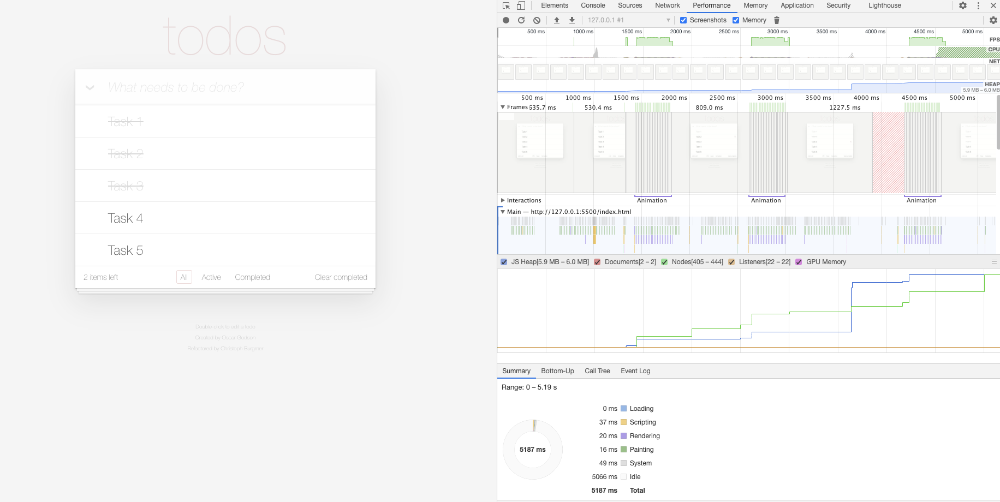 todos
What needs to be done?
Task 1
Task 2
Task 3
Task 4
Task 5
2 items left All Active Completed Clear completed
Double-click to edit a todo
Created by Oscar Godson
Refactored by Christoph Burgmer
Elements Console Sources Network Performance Memory Application Security Lighthouse
127.0.0.1 #1 Screenshots Memory
500 ms 1000 ms 1500 ms 2000 ms 2500 ms 3000 ms 3500 ms 4000 ms 4500 ms 5000 ms
FPS
CPU
NET
HEAP
5.9 MB – 6.0 MB
500 ms 1000 ms 1500 ms 2000 ms 2500 ms 3000 ms 3500 ms 4000 ms 4500 ms 5000 ms
Frames 635.7 ms 530.4 ms 809.0 ms 1227.5 ms
Interactions Animation Animation Animation
Main — http://127.0.0.1:5500/index.html
JS Heap[5.9 MB – 6.0 MB] Documents[2 – 2] Nodes[405 – 444] Listeners[22 – 22] GPU Memory
Summary Bottom-Up Call Tree Event Log
Range: 0 – 5.19 s
0 ms Loading
37 ms Scripting
20 ms Rendering
5187 ms
16 ms Painting
49 ms System
5066 ms Idle
5187 ms Total